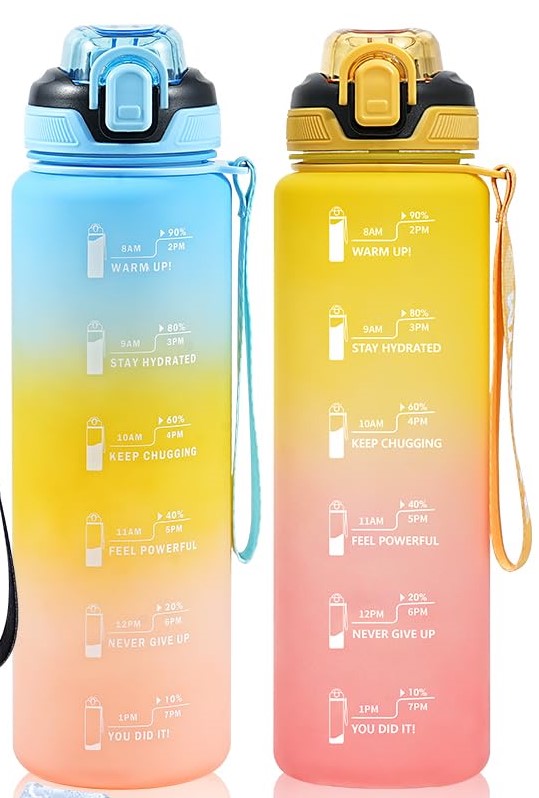 ▶ 90%
8AM 2PM
WARM UP!
▶ 80%
9AM 3PM
STAY HYDRATED
▶ 60%
10AM 4PM
KEEP CHUGGING
▶ 40%
11AM 5PM
FEEL POWERFUL
▶ 20%
12PM 6PM
NEVER GIVE UP
▶ 10%
1PM 7PM
YOU DID IT!
▶ 90%
8AM 2PM
WARM UP!
▶ 80%
9AM 3PM
STAY HYDRATED
▶ 60%
10AM 4PM
KEEP CHUGGING
▶ 40%
11AM 5PM
FEEL POWERFUL
▶ 20%
12PM 6PM
NEVER GIVE UP
▶ 10%
1PM 7PM
YOU DID IT!